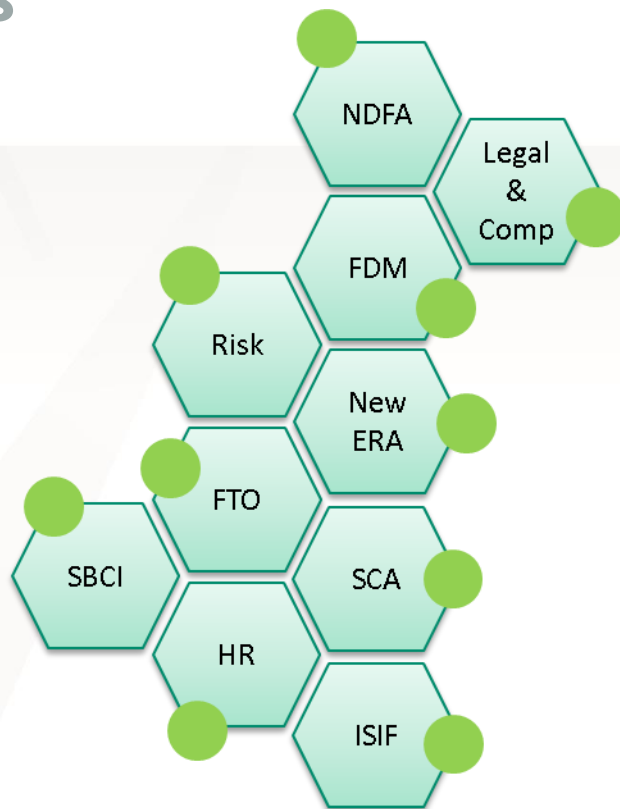 s
NDFA
Legal
&
Comp
FDM
Risk
New
ERA
FTO
SBCI
SCA
HR
ISIF